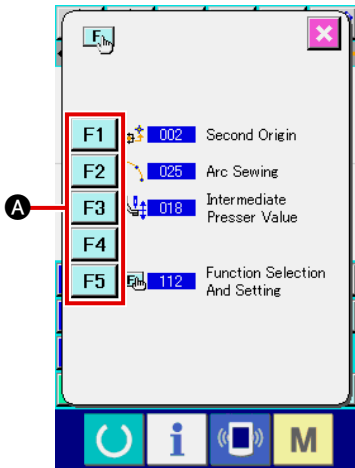 F
F1 002 Second Origin
F2 025 Arc Sewing
A F3 018 Intermediate
Presser Value
F4
F5 112 Function Selection
And Setting
i M